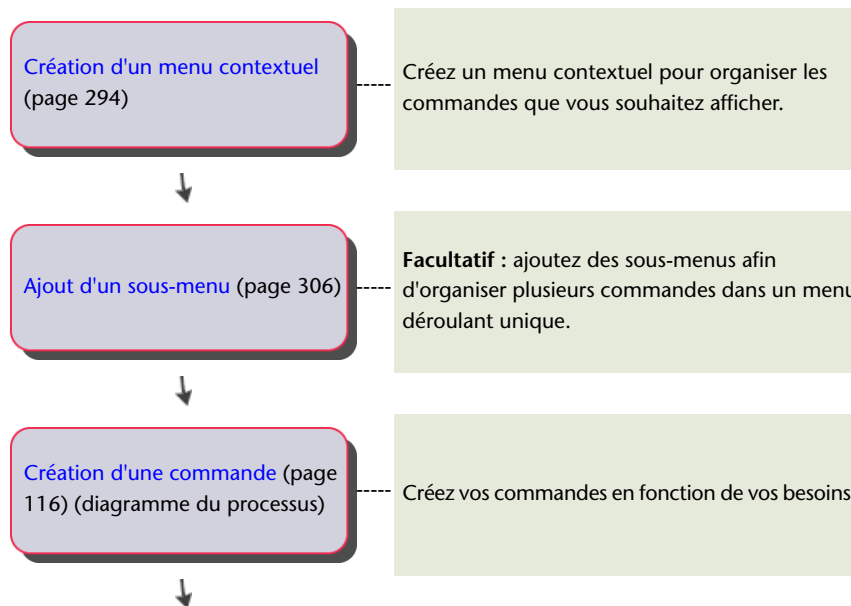 Création d'un menu contextuel
(page 294)
Créez un menu contextuel pour organiser les
commandes que vous souhaitez afficher.
Ajout d'un sous-menu (page 306)
Facultatif : ajoutez des sous-menus afin
d'organiser plusieurs commandes dans un menu
déroulant unique.
Création d'une commande (page
116) (diagramme du processus)
Créez vos commandes en fonction de vos besoins